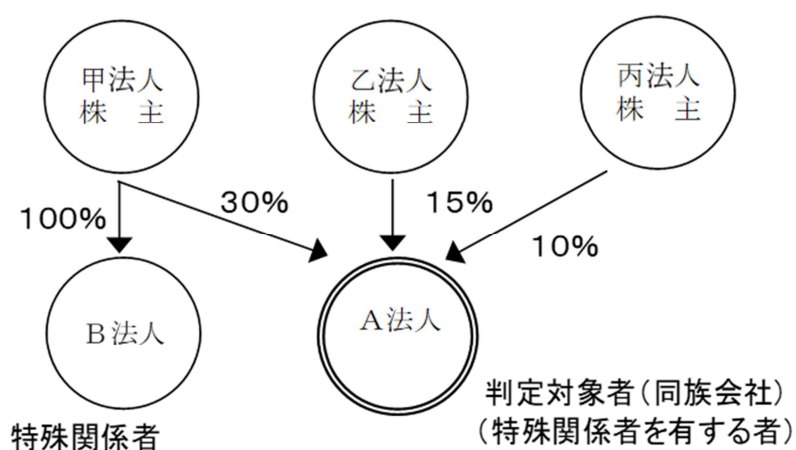 甲法人
株　主
乙法人
株　主
丙法人
株　主
100%
30%
15%
10%
Ｂ法人
Ａ法人
特殊関係者
判定対象者（同族会社）
（特殊関係者を有する者）